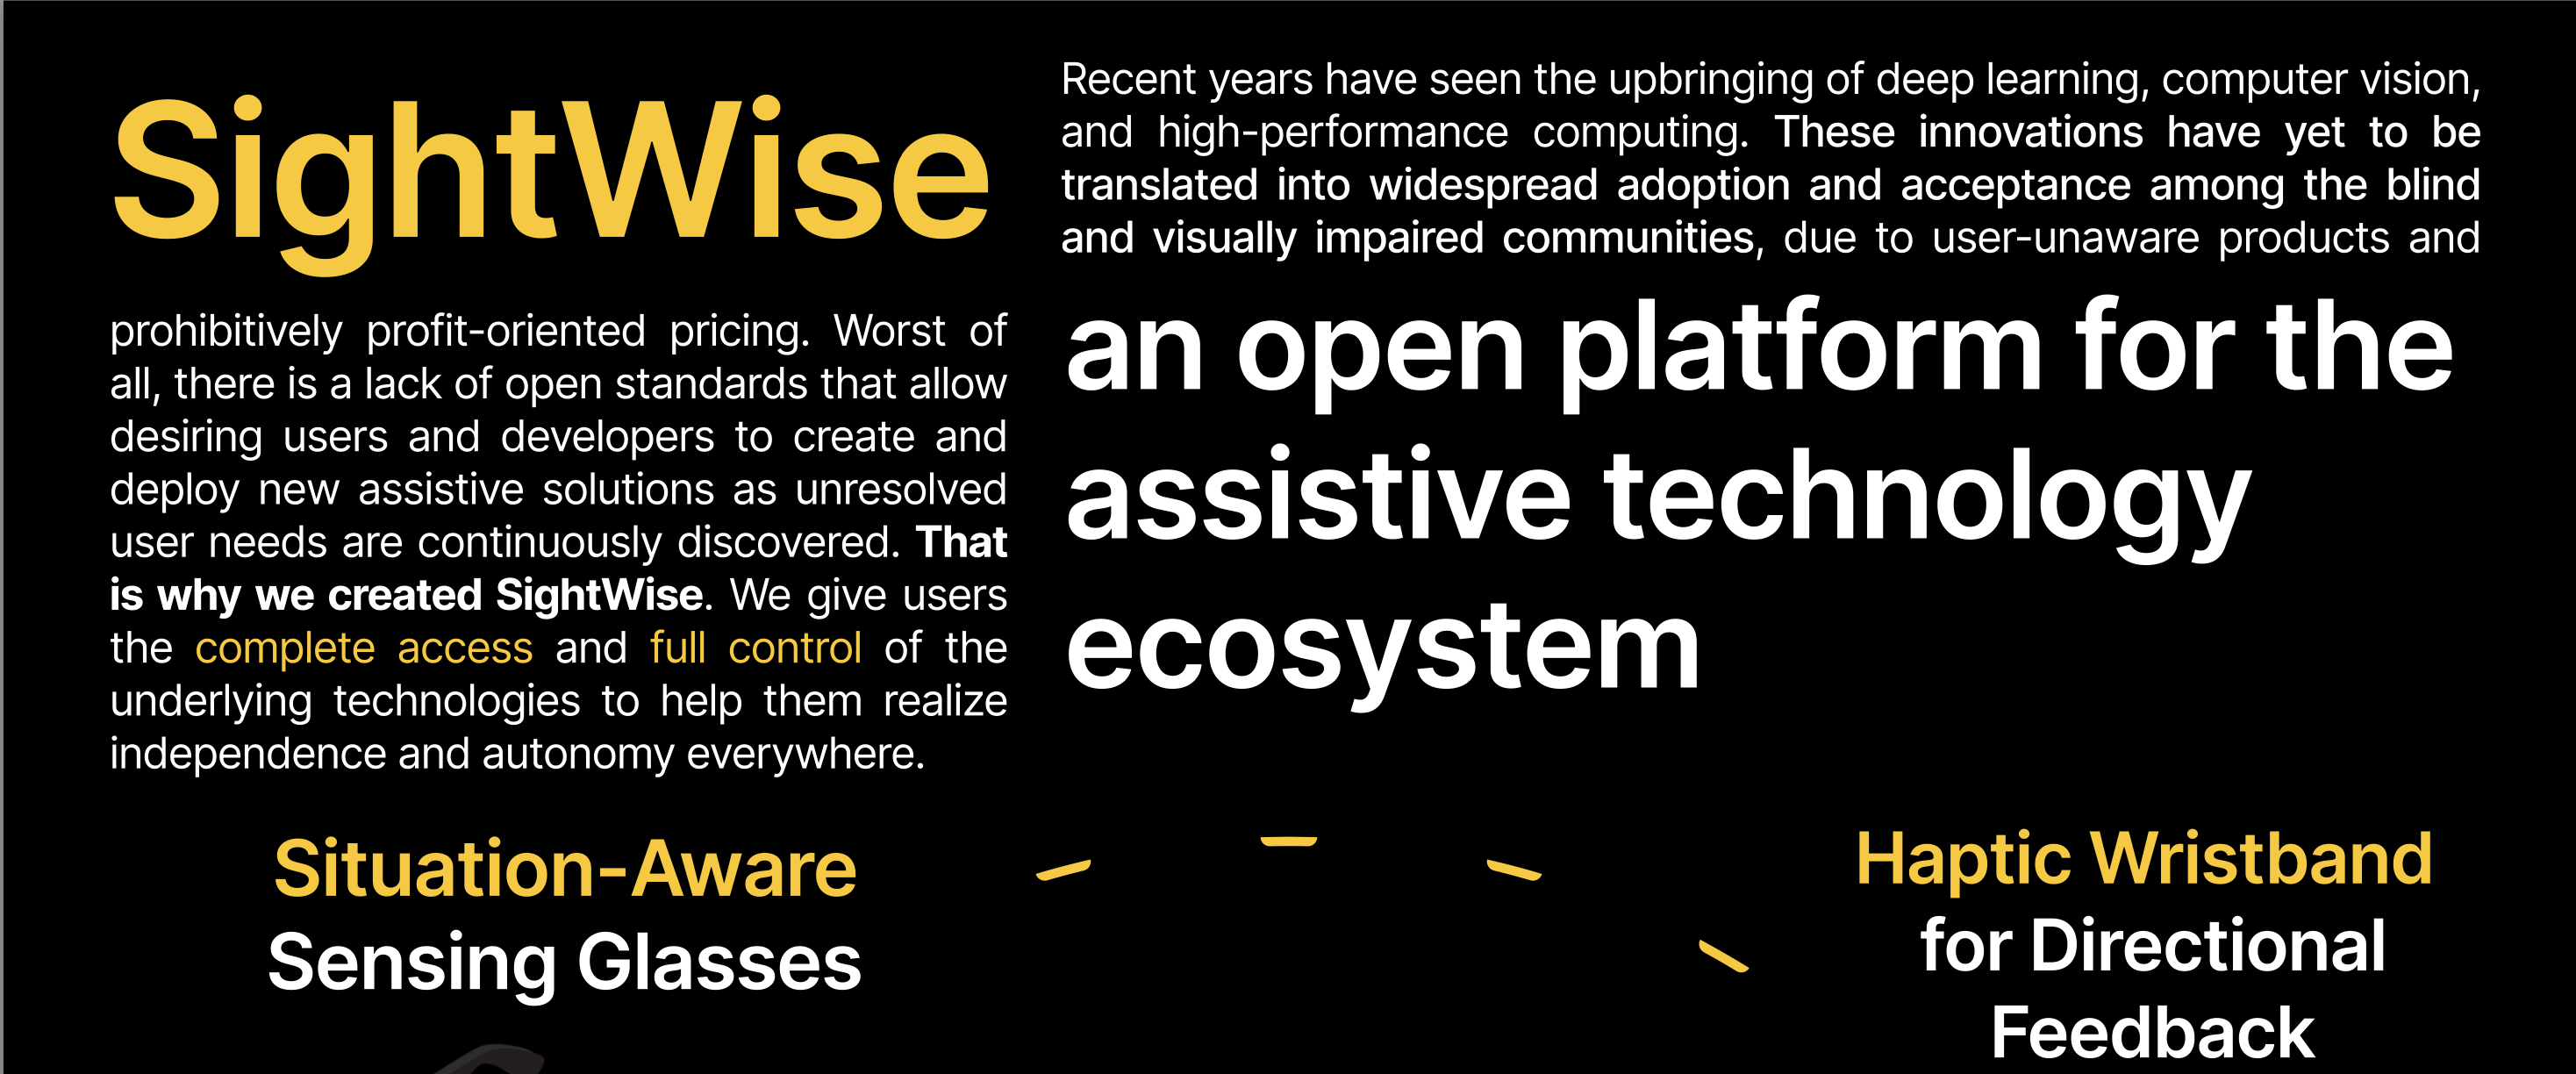 SightWise
Recent years have seen the upbringing of deep learning, computer vision,
and high-performance computing. These innovations have yet to be
translated into widespread adoption and acceptance among the blind
and visually impaired communities, due to user-unaware products and
prohibitively profit-oriented pricing. Worst of
all, there is a lack of open standards that allow
desiring users and developers to create and
deploy new assistive solutions as unresolved
user needs are continuously discovered. That
is why we created SightWise. We give users
the complete access and full control of the
underlying technologies to help them realize
independence and autonomy everywhere.
an open platform for the
assistive technology
ecosystem
Situation-Aware
Sensing Glasses
Haptic Wristband
for Directional
Feedback